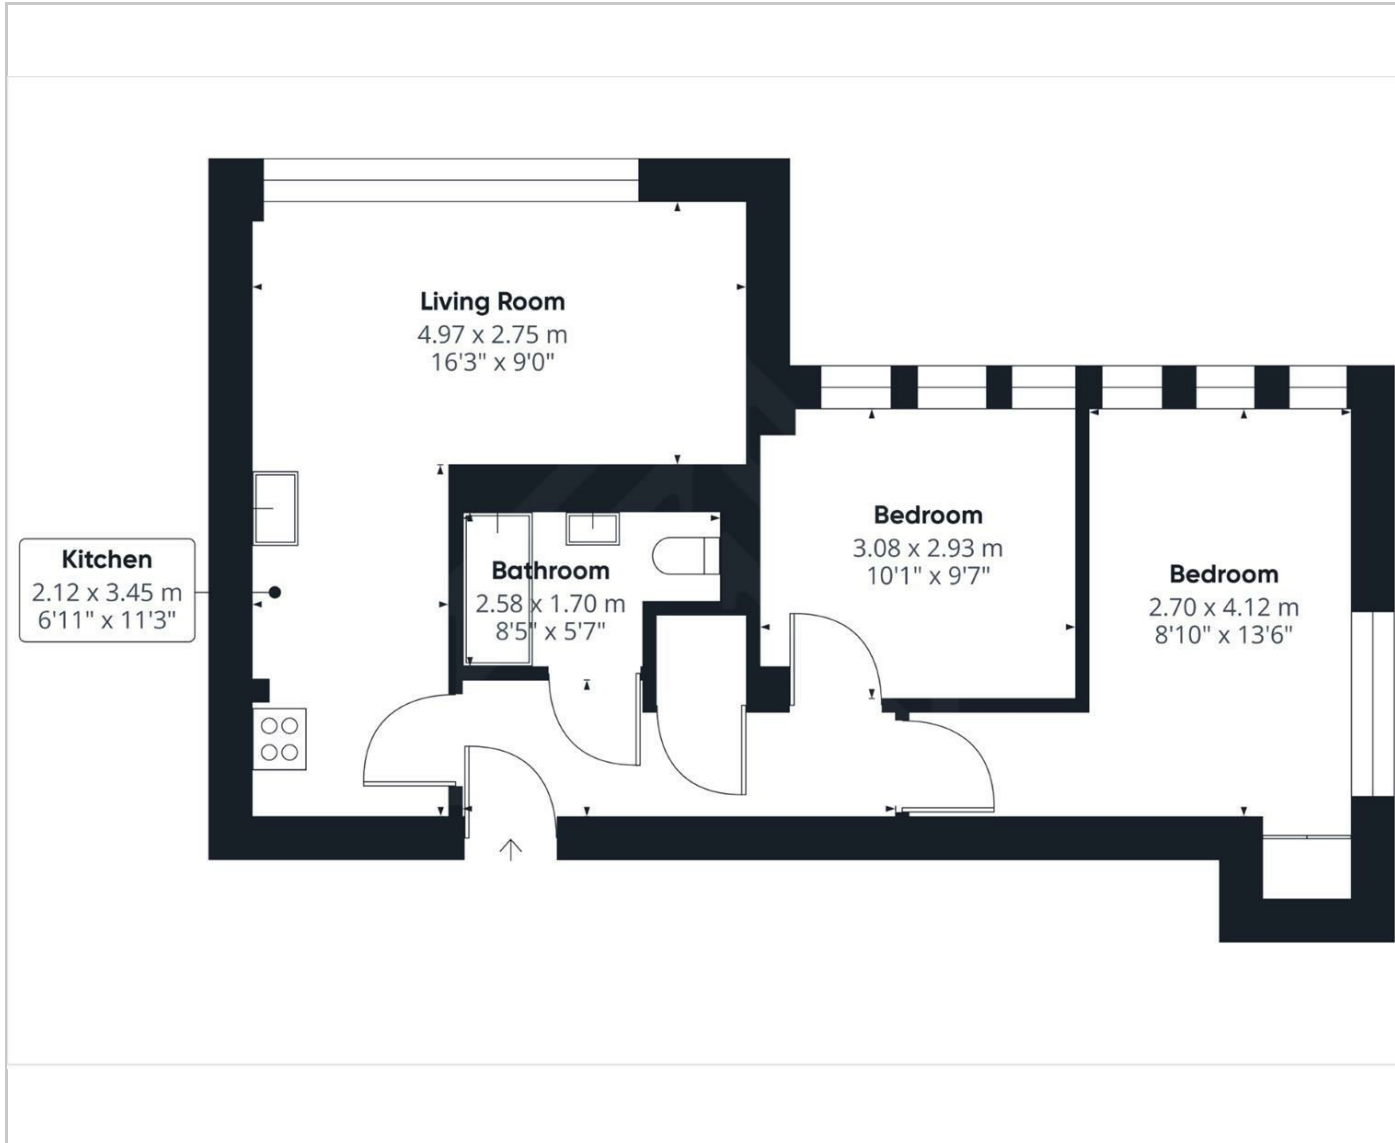 Living Room
4.97 x 2.75 m
16'3" x 9'0"
Kitchen
2.12 x 3.45 m
6'11" x 11'3"
Bathroom
2.58 x 1.70 m
8'5" x 5'7"
Bedroom
3.08 x 2.93 m
10'1" x 9'7"
Bedroom
2.70 x 4.12 m
8'10" x 13'6"